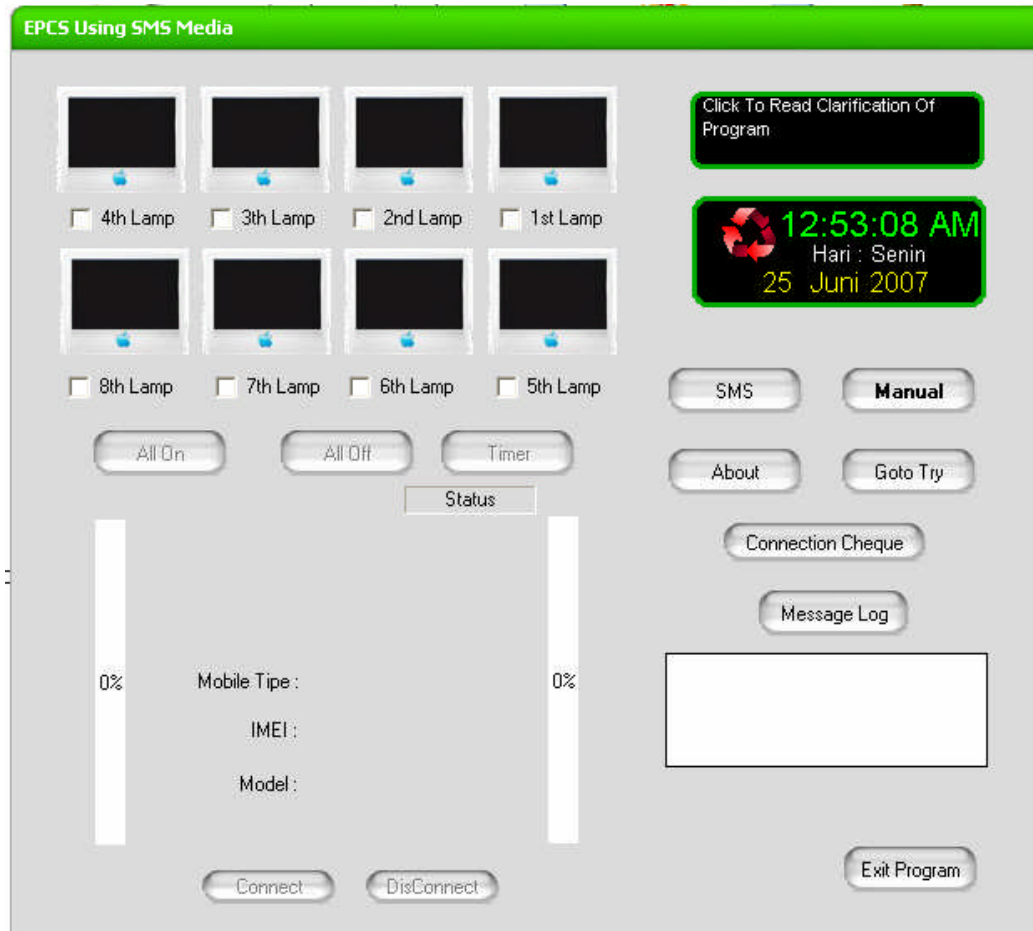 EPCS Using SMS Media
Click To Read Clarification Of
Program
4th Lamp
3th Lamp
2nd Lamp
1st Lamp
12:53:08 AM
Hari : Senin
25 Juni 2007
8th Lamp
7th Lamp
6th Lamp
5th Lamp
SMS
Manual
All On
All Off
Timer
About
Goto Try
Status
Connection Cheque
Message Log
0%
Mobile Tipe :
0%
IMEI :
Model :
Exit Program
Connect
DisConnect